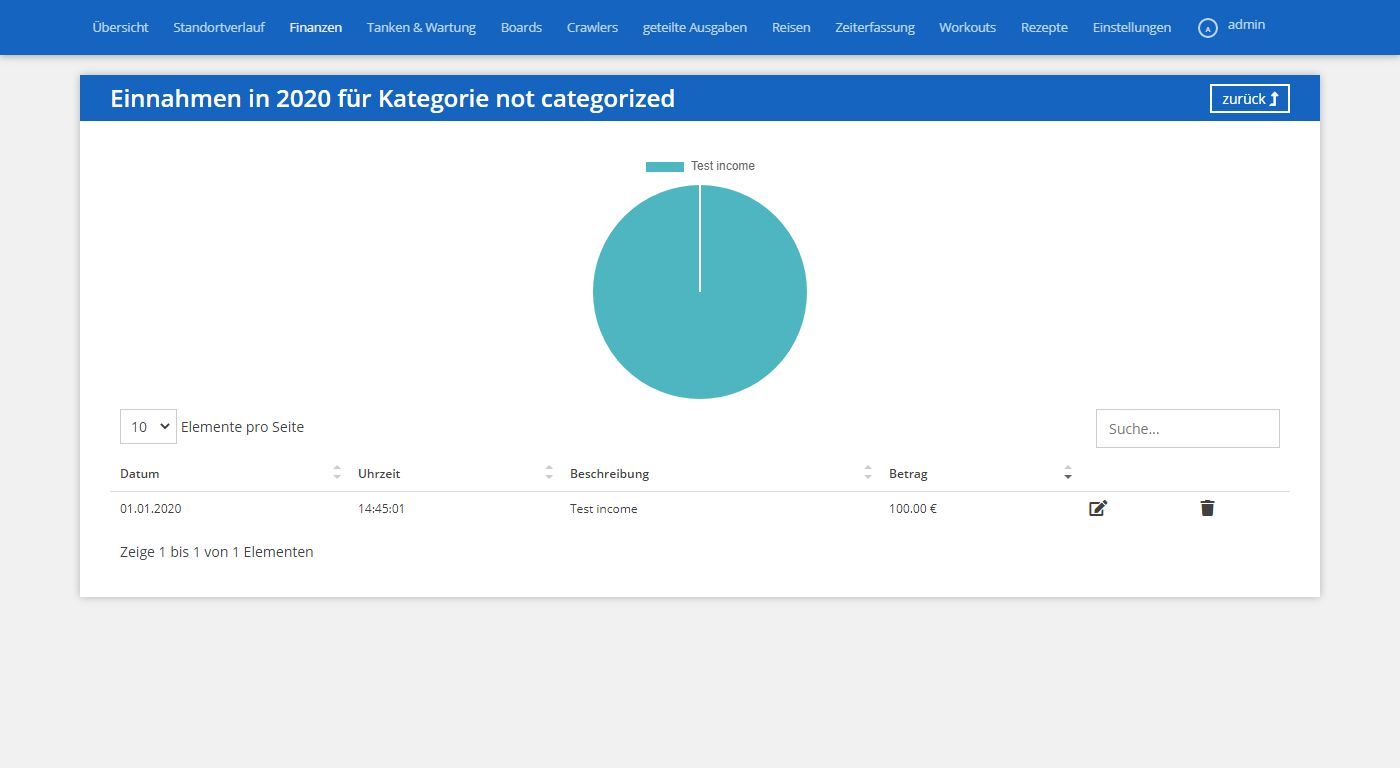 Übersicht Standortverlauf Finanzen Tanken & Wartung Boards Crawlers geteilte Ausgaben Reisen Zeiterfassung Workouts Rezepte Einstellungen A admin
Einnahmen in 2020 für Kategorie not categorized zurück
Test income
10 Elemente pro Seite Suche...
Datum Uhrzeit Beschreibung Betrag
01.01.2020 14:45:01 Test income 100.00 €
Zeige 1 bis 1 von 1 Elementen